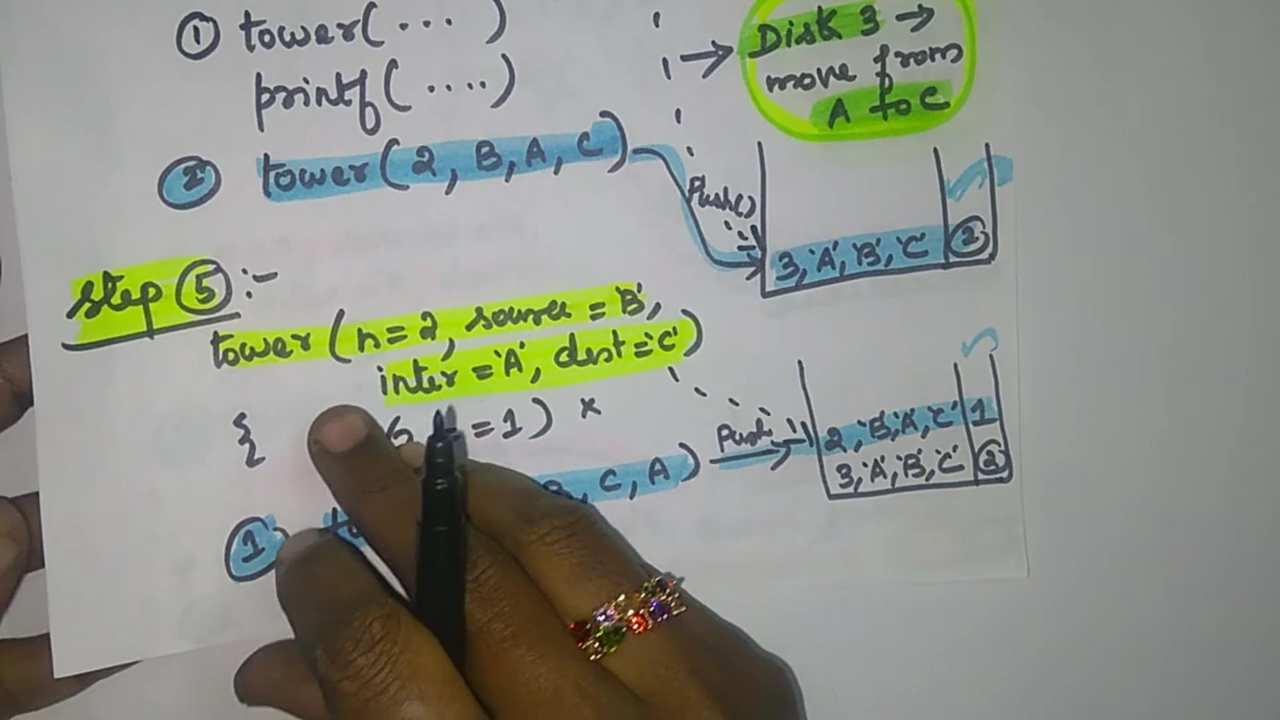 ① tower( ... )
printf( .... )
② tower( 2, B, A, C )
→ Disk 3 →
move from
A to C
Push()
3, 'A', 'B', 'C' ②
Step ⑤ :-
tower ( n = 2, source = 'B',
inter = 'A', dest = 'C' )
{ = 1 ) ×
Push
2, 'B', 'A', 'C' 1
3, 'A', 'B', 'C' ②
① , C, A )